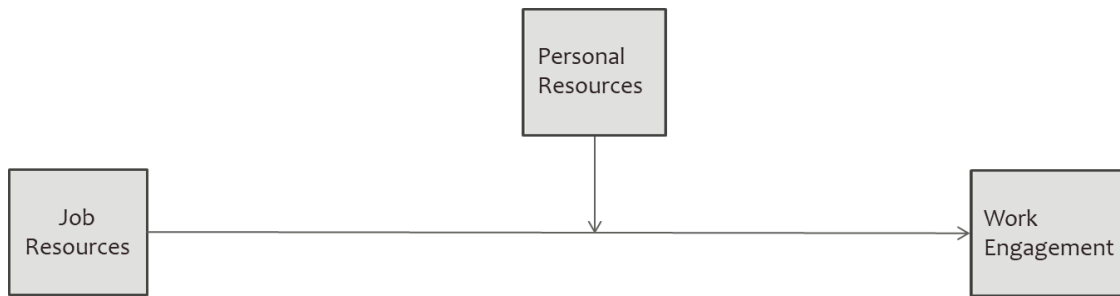 Personal
Resources
Job
Resources
Work
Engagement